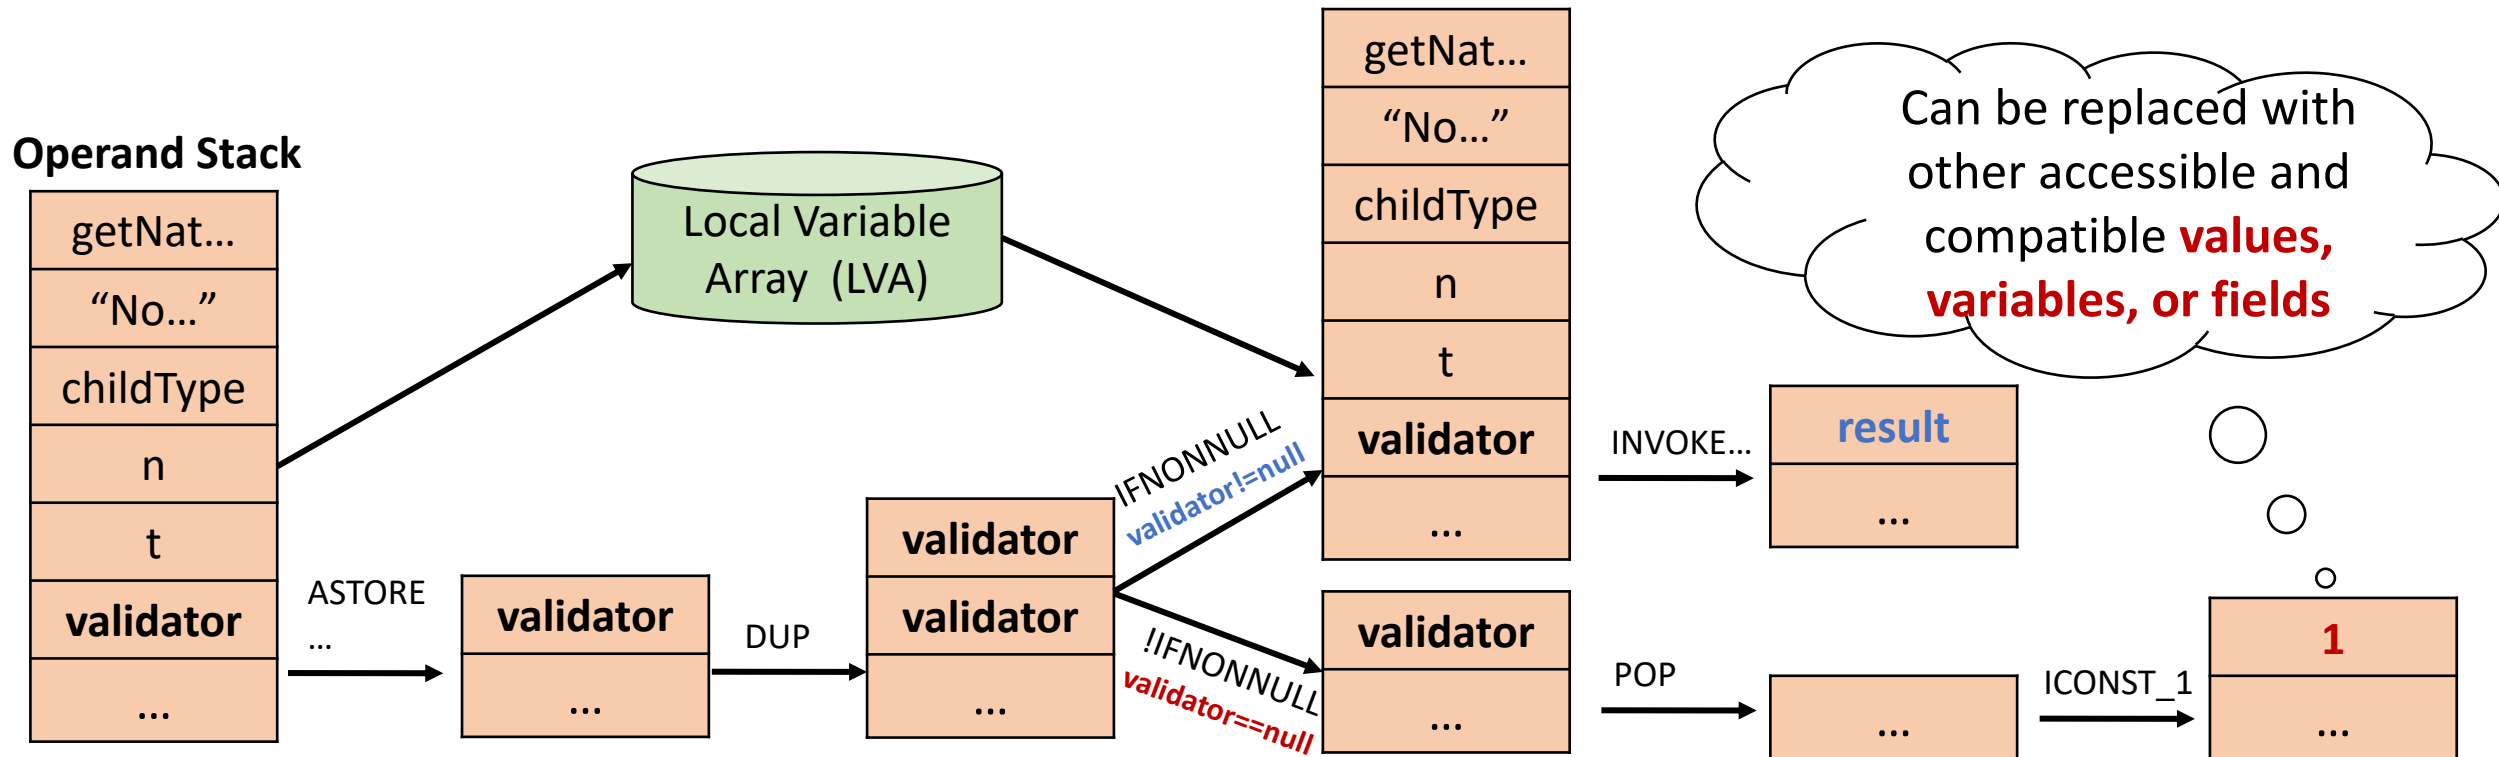 Operand Stack
getNat...
“No...”
childType
n
t
validator
...
ASTORE
...
validator
...
DUP
validator
validator
...
Local Variable
Array (LVA)
IFNONNULL
validator!=null
!IFNONNULL
validator==null
getNat...
“No...”
childType
n
t
validator
...
INVOKE...
result
...
validator
...
POP
...
ICONST_1
1
...
Can be replaced with
other accessible and
compatible values,
variables, or fields